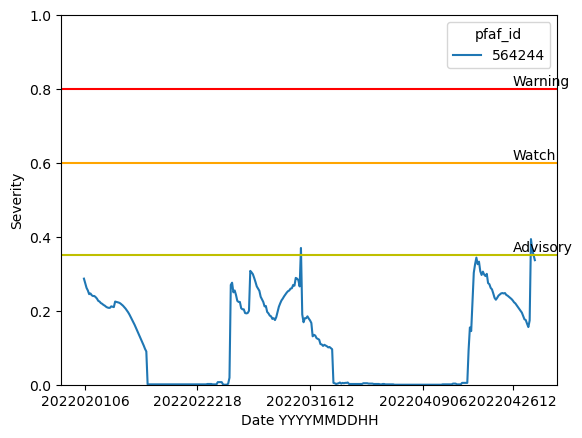 1.0
0.8
0.6
0.4
0.2
0.0
Severity
pfaf_id
564244
Warning
Watch
Advisory
2022020106
2022022218
2022031612
2022040906
2022042612
Date YYYYMMDDHH